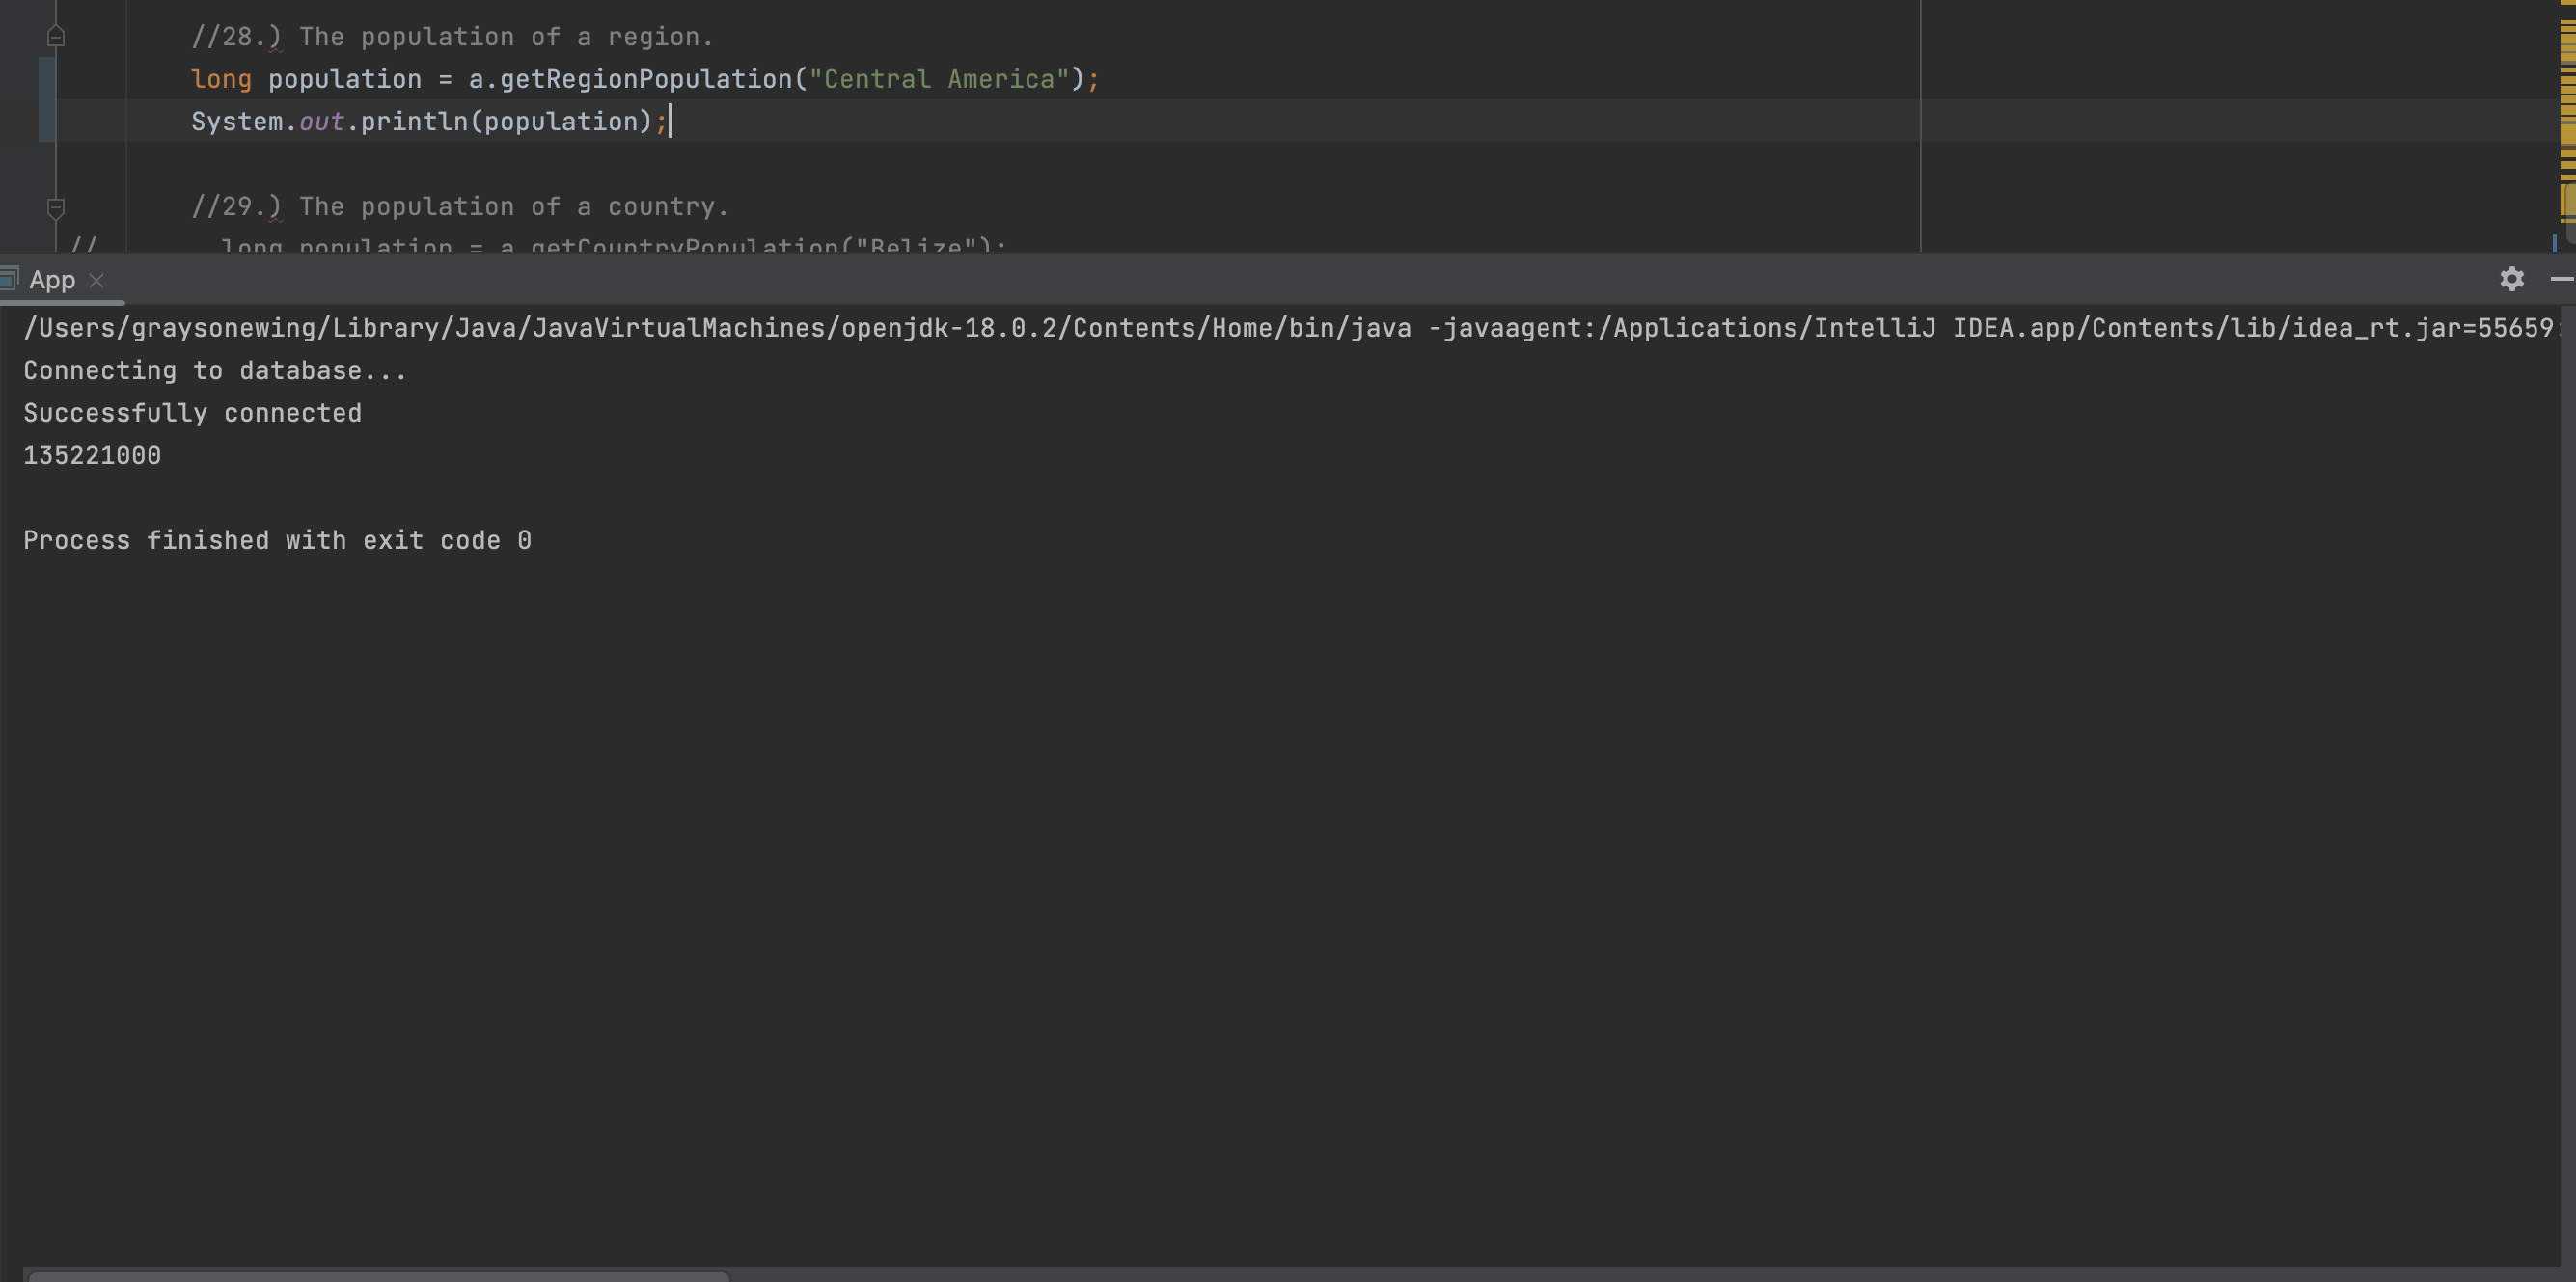 //28.) The population of a region.
long population = a.getRegionPopulation("Central America");
System.out.println(population);
//29.) The population of a country.
// long population = a.getCountryPopulation("Belize");
App
/Users/graysonewing/Library/Java/JavaVirtualMachines/openjdk-18.0.2/Contents/Home/bin/java -javaagent:/Applications/IntelliJ IDEA.app/Contents/lib/idea_rt.jar=55659:
Connecting to database...
Successfully connected
135221000
Process finished with exit code 0